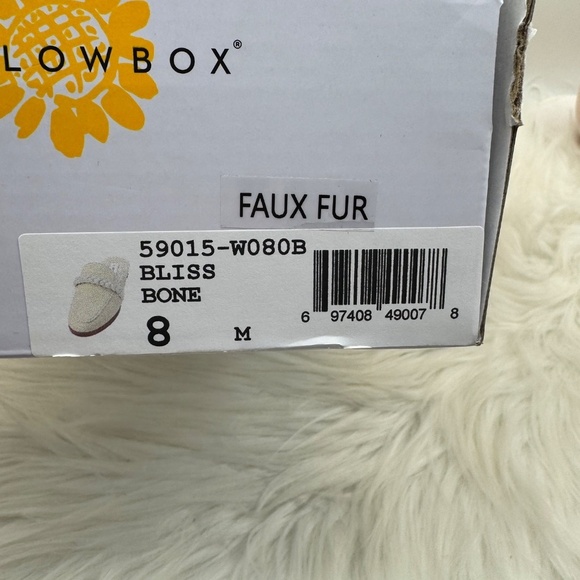 LOWBOX®
FAUX FUR
59015-W080B
BLISS
BONE
8 M
6 97408 49007 8